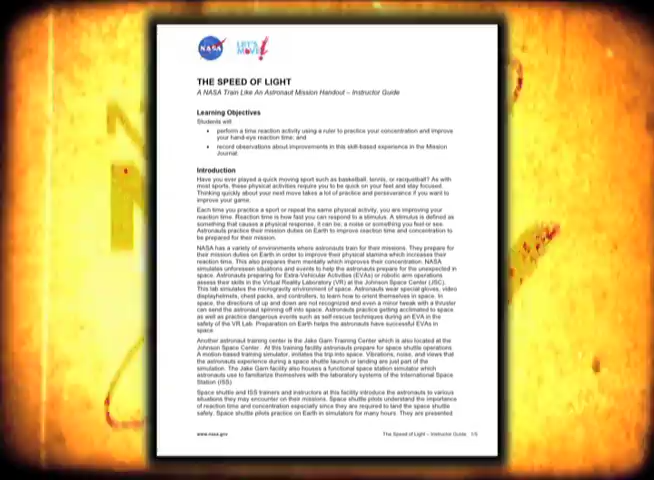 NASA LET'S MOVE!
THE SPEED OF LIGHT
A NASA Train Like An Astronaut Mission Handout – Instructor Guide
Learning Objectives
Students will
• perform a time reaction activity using a ruler to practice your concentration and improve
your hand-eye reaction time; and
• record observations about improvements in this skill-based experience in the Mission
Journal.
Introduction
Have you ever played a quick moving sport such as basketball, tennis, or racquetball? As with
most sports, these physical activities require you to be quick on your feet and stay focused.
Thinking quickly about your next move takes a lot of practice and perseverance if you want to
improve your game.
Each time you practice a sport or repeat the same physical activity, you are improving your
reaction time. Reaction time is how fast you can respond to a stimulus. A stimulus is defined as
something that causes a physical response. It can be, a noise or something you feel or see.
Astronauts practice their mission duties on Earth to improve reaction time and concentration to
be prepared for their mission.
NASA has a variety of environments where astronauts train for their missions. They prepare for
their mission duties on Earth in order to improve their physical stamina which increases their
reaction time. This also prepares them mentally which improves their concentration. NASA
simulates unforeseen situations and events to help the astronauts prepare for the unexpected in
space. Astronauts preparing for Extra-Vehicular Activities (EVAs) or robotic arm operations
assess their skills in the Virtual Reality Laboratory (VR) at the Johnson Space Center (JSC).
This lab simulates the microgravity environment of space. Astronauts wear special gloves, video
displayhelmets, chest packs, and controllers, to learn how to orient themselves in space. In
space, the directions of up and down are not recognized and even a minor tweak with a thruster
can send the astronaut spinning off into space. Astronauts practice getting acclimated to space
as well as practice dangerous events such as self-rescue techniques during an EVA in the
safety of the VR Lab. Preparation on Earth helps the astronauts have successful EVAs in
space.
Another astronaut training center is the Jake Garn Training Center which is also located at the
Johnson Space Center. At this training facility astronauts prepare for space shuttle operations.
A motion-based training simulator, imitates the trip into space. Vibrations, noise, and views that
the astronauts experience during a space shuttle launch or landing are just part of the
simulation. The Jake Garn facility also houses a functional space station simulator which
astronauts use to familiarize themselves with the laboratory systems of the International Space
Station (ISS).
Space shuttle and ISS trainers and instructors at this facility introduce the astronauts to various
situations they may encounter on their missions. Space shuttle pilots understand the importance
of reaction time and concentration especially since they are required to land the space shuttle
safely. Space shuttle pilots practice on Earth in simulators for many hours. They are presented
www.nasa.gov The Speed of Light – Instructor Guide 1/5